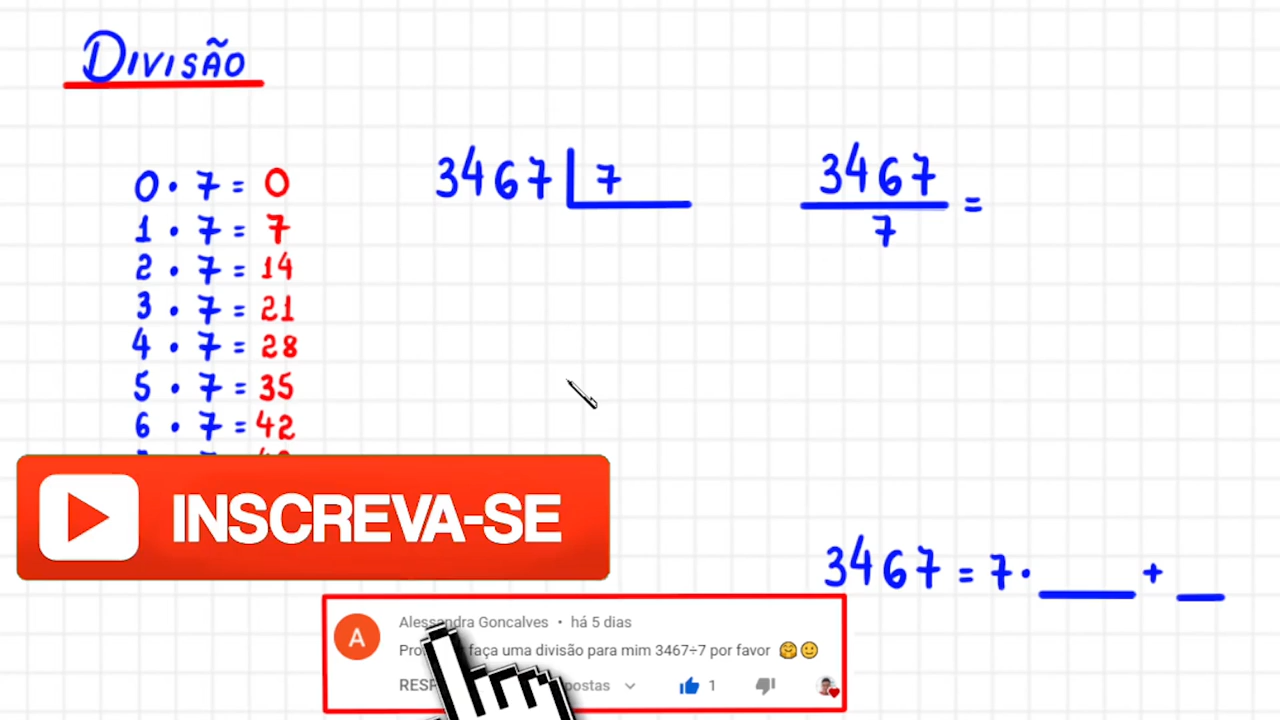 DIVISÃO
0 · 7 = 0
1 · 7 = 7
2 · 7 = 14
3 · 7 = 21
4 · 7 = 28
5 · 7 = 35
6 · 7 = 42
3467 7
3467
7
=
INSCREVA-SE
3467 = 7 · ____ + __
A
Alessandra Goncalves • há 5 dias
faça uma divisão para mim 3467÷7 por favor 🤗🙂
1